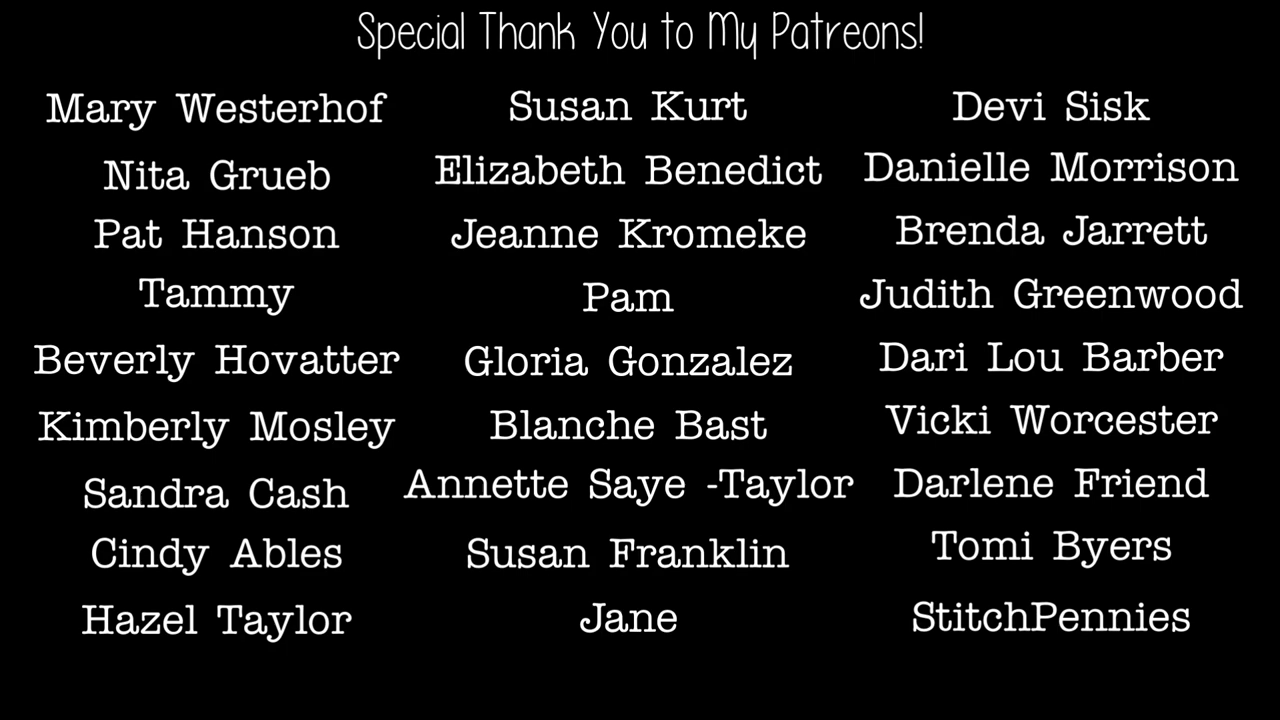 Special Thank You to My Patreons!
Mary Westerhof
Nita Grueb
Pat Hanson
Tammy
Beverly Hovatter
Kimberly Mosley
Sandra Cash
Cindy Ables
Hazel Taylor
Susan Kurt
Elizabeth Benedict
Jeanne Kromeke
Pam
Gloria Gonzalez
Blanche Bast
Annette Saye -Taylor
Susan Franklin
Jane
Devi Sisk
Danielle Morrison
Brenda Jarrett
Judith Greenwood
Dari Lou Barber
Vicki Worcester
Darlene Friend
Tomi Byers
StitchPennies